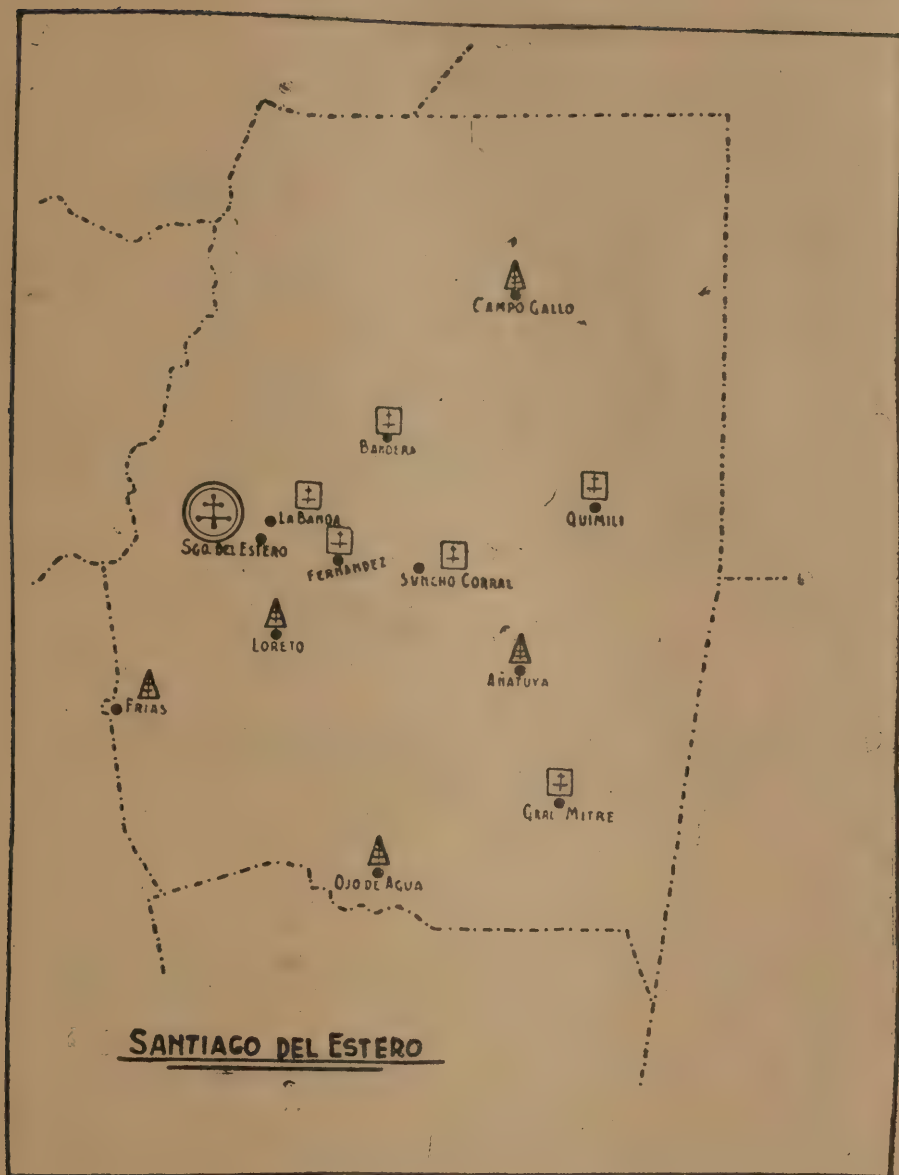 CAMPO GALLO
BANDERA
LA BANDA
QUIMILI
SGO. DEL ESTERO
FERNANDEZ
SUNCHO CORRAL
LORETO
AÑATUYA
FRIAS
GRAL MITRE
OJO DE AGUA
SANTIAGO DEL ESTERO